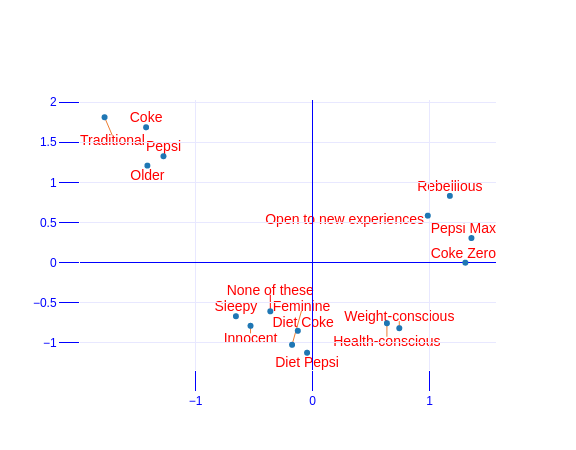 2
Coke
1.5
Traditional
Pepsi
Older
1
Rebellious
0.5
Open to new experiences
Pepsi Max
0
Coke Zero
None of these
−0.5
Sleepy
Feminine
Weight-conscious
Diet Coke
Innocent
−1
Health-conscious
Diet Pepsi
−1
0
1